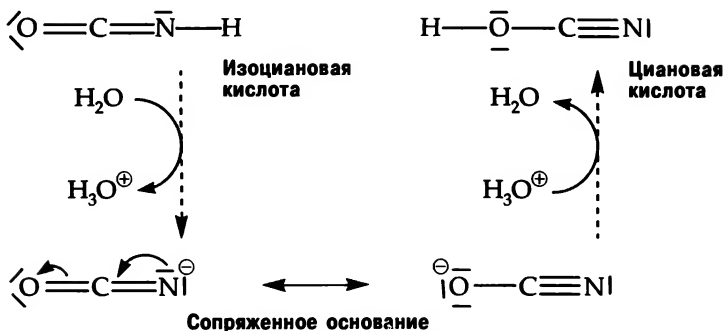 O=C=N—H
H—O—C≡N
Изоциановая
кислота
Циановая
кислота
H₂O
H₂O
H₃O⊕
H₃O⊕
O=C=N⊖
⊖O—C≡N
Сопряженное основание